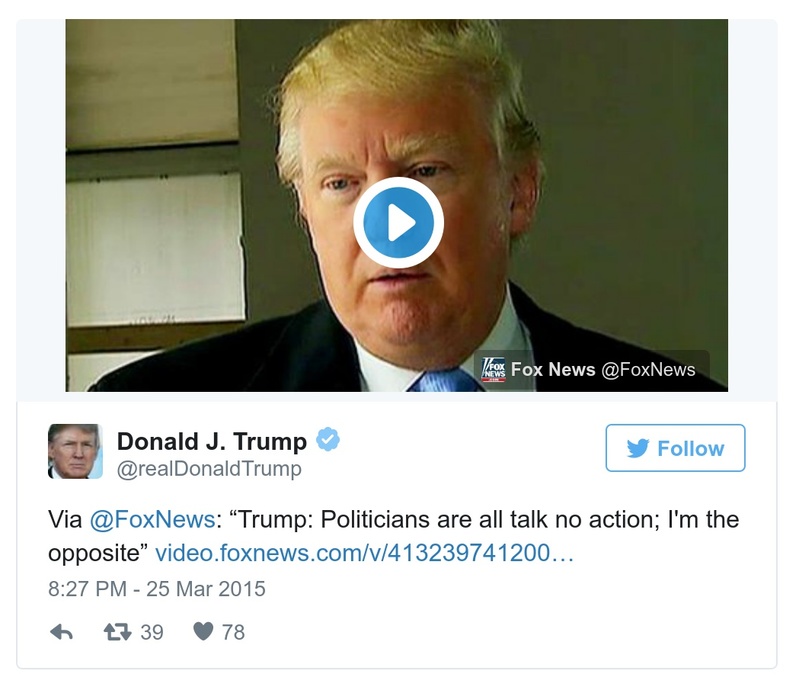 FOX
NEWS
Fox News @FoxNews
Donald J. Trump
@realDonaldTrump
Follow
Via @FoxNews: “Trump: Politicians are all talk no action; I'm the
opposite” video.foxnews.com/v/413239741200…
8:27 PM - 25 Mar 2015
39 78